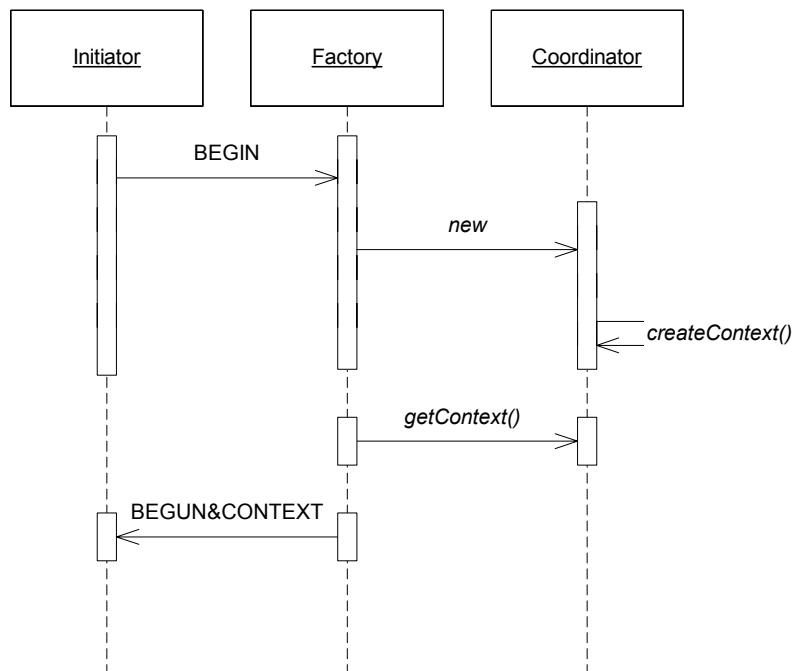 Initiator
Factory
Coordinator
BEGIN
new
createContext()
getContext()
BEGUN&CONTEXT